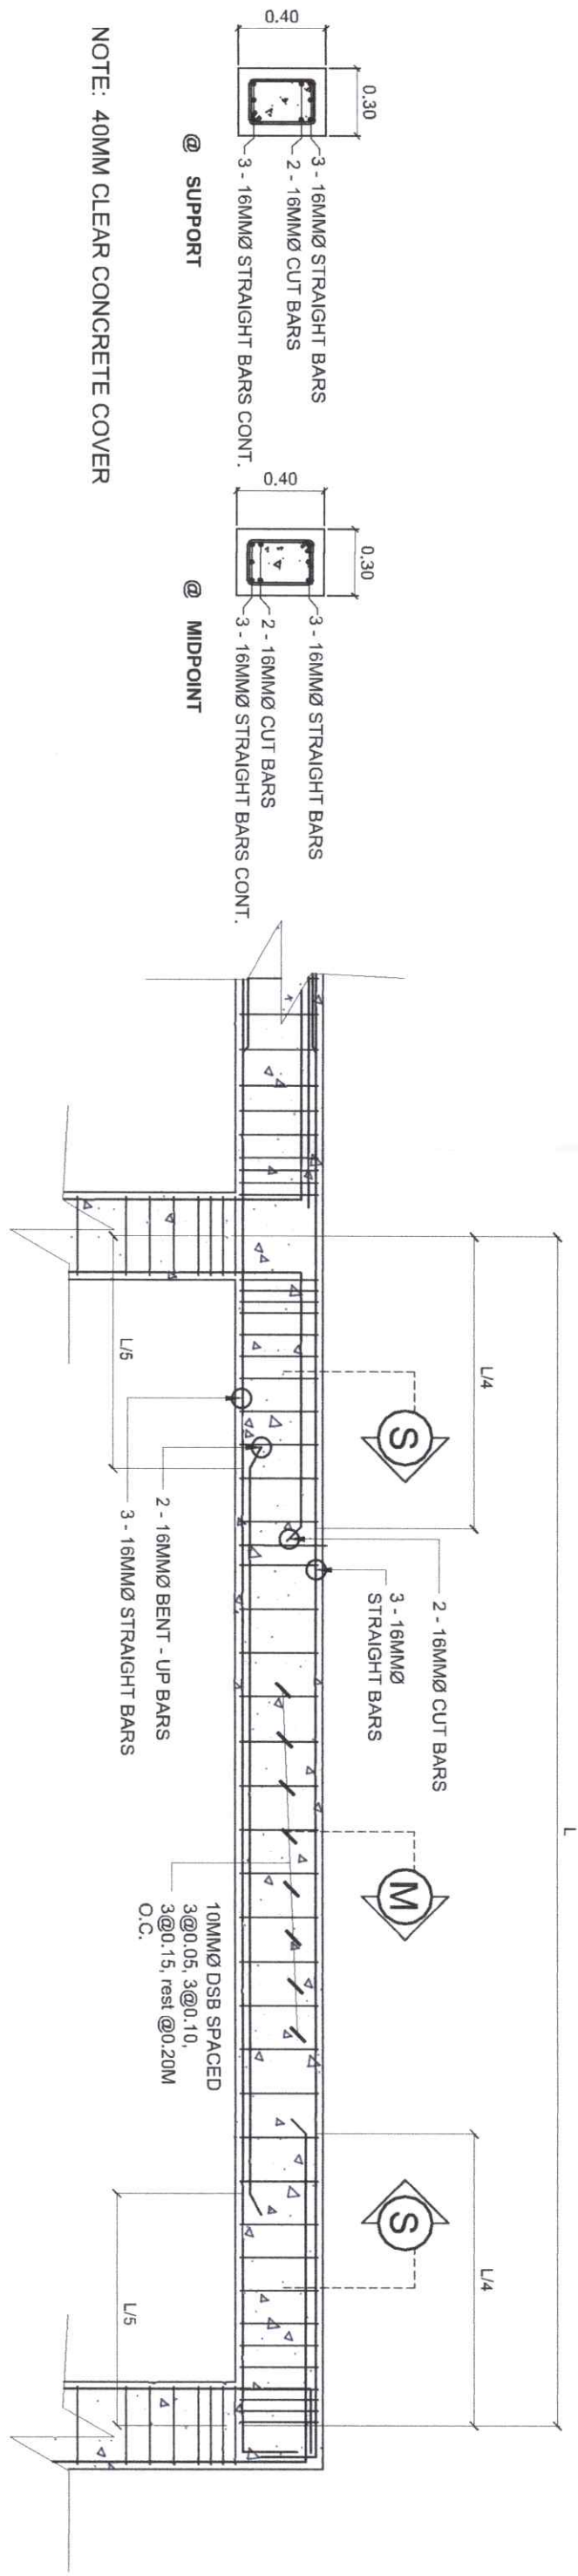 0.40
0.30
3 - 16MMØ STRAIGHT BARS
2 - 16MMØ CUT BARS
3 - 16MMØ STRAIGHT BARS CONT.
@ SUPPORT
NOTE: 40MM CLEAR CONCRETE COVER
0.40
0.30
3 - 16MMØ STRAIGHT BARS
2 - 16MMØ CUT BARS
3 - 16MMØ STRAIGHT BARS CONT.
@ MIDPOINT
L
L/4
L/4
S
M
S
2 - 16MMØ CUT BARS
3 - 16MMØ
STRAIGHT BARS
L/5
L/5
2 - 16MMØ BENT - UP BARS
3 - 16MMØ STRAIGHT BARS
10MMØ DSB SPACED
3@0.05, 3@0.10,
3@0.15, rest @0.20M
O.C.